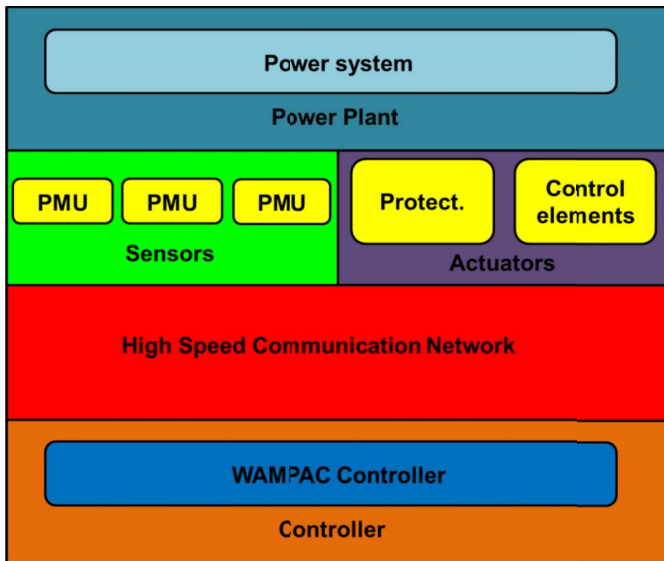 Power system
Power Plant
PMU PMU PMU
Sensors
Protect.
Control
elements
Actuators
High Speed Communication Network
WAMPAC Controller
Controller